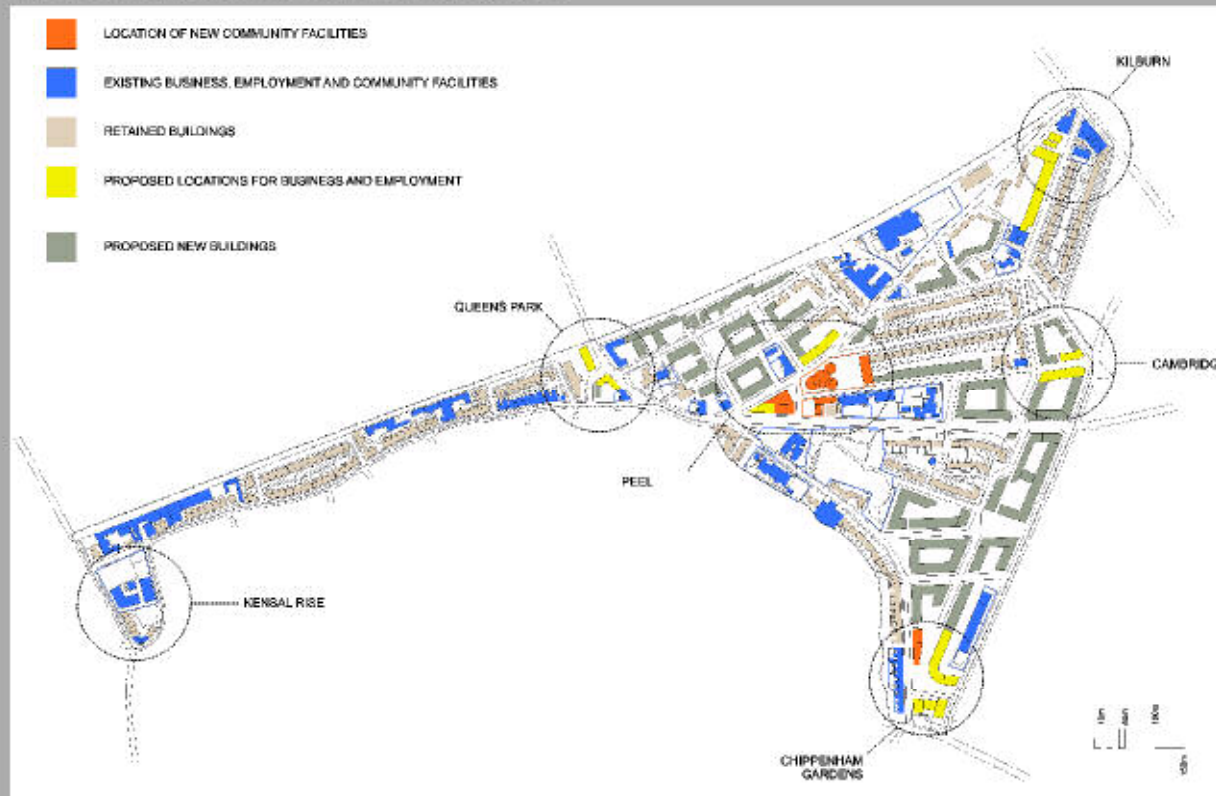 LOCATION OF NEW COMMUNITY FACILITIES
EXISTING BUSINESS, EMPLOYMENT AND COMMUNITY FACILITIES
RETAINED BUILDINGS
PROPOSED LOCATIONS FOR BUSINESS AND EMPLOYMENT
PROPOSED NEW BUILDINGS
KILBURN
QUEENS PARK
CAMBRIDG
PEEL
KENSAL RISE
CHIPPENHAM
GARDENS